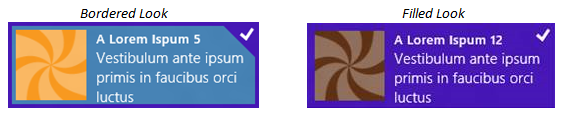 Bordered Look
A Lorem Ispum 5
Vestibulum ante ipsum
primis in faucibus orci
luctus
Filled Look
A Lorem Ispum 12
Vestibulum ante ipsum
primis in faucibus orci
luctus